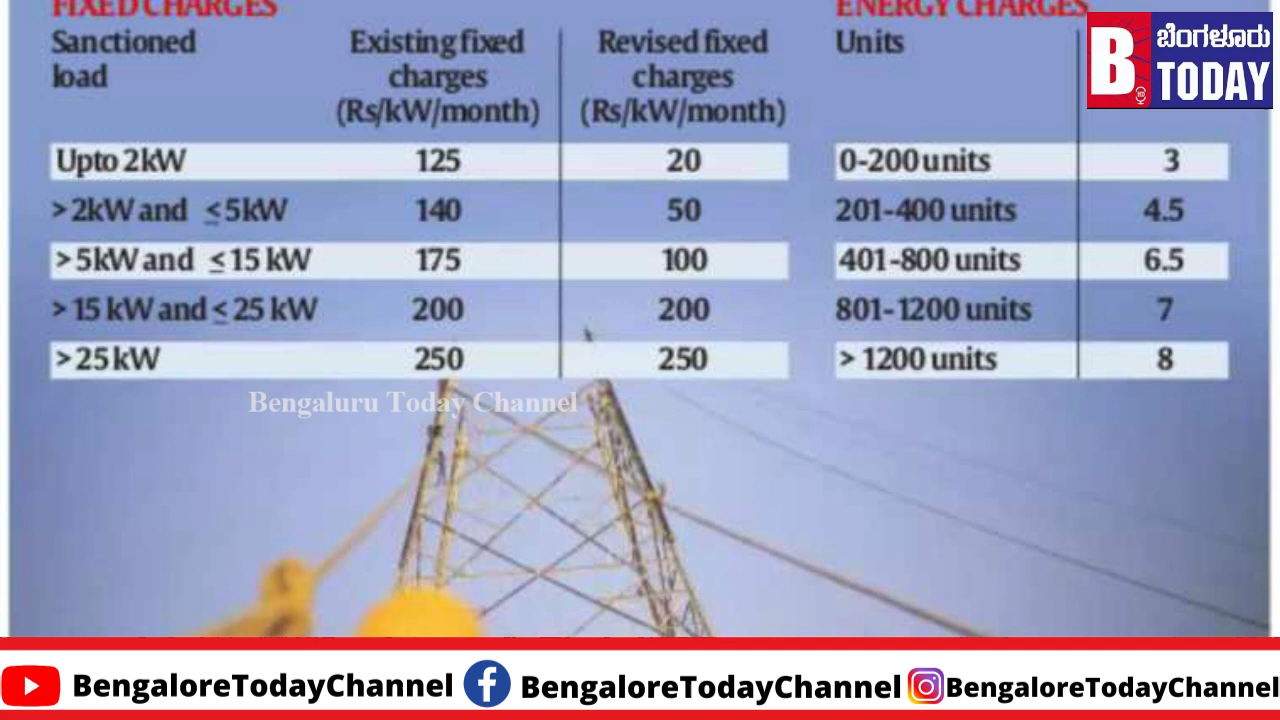 FIXED CHARGES
Sanctioned load
Existing fixed charges (Rs/kW/month)
Revised fixed charges (Rs/kW/month)
Upto 2kW 125 20
>2kW and ≤5kW 140 50
>5kW and ≤15 kW 175 100
>15 kW and ≤ 25 kW 200 200
>25 kW 250 250
ENERGY CHARGES
Units
0-200 units 3
201-400 units 4.5
401-800 units 6.5
801-1200 units 7
> 1200 units 8
B
ಬೆಂಗಳೂರು
TODAY
Bengaluru Today Channel
BengaloreTodayChannel
BengaloreTodayChannel
BengaloreTodayChannel